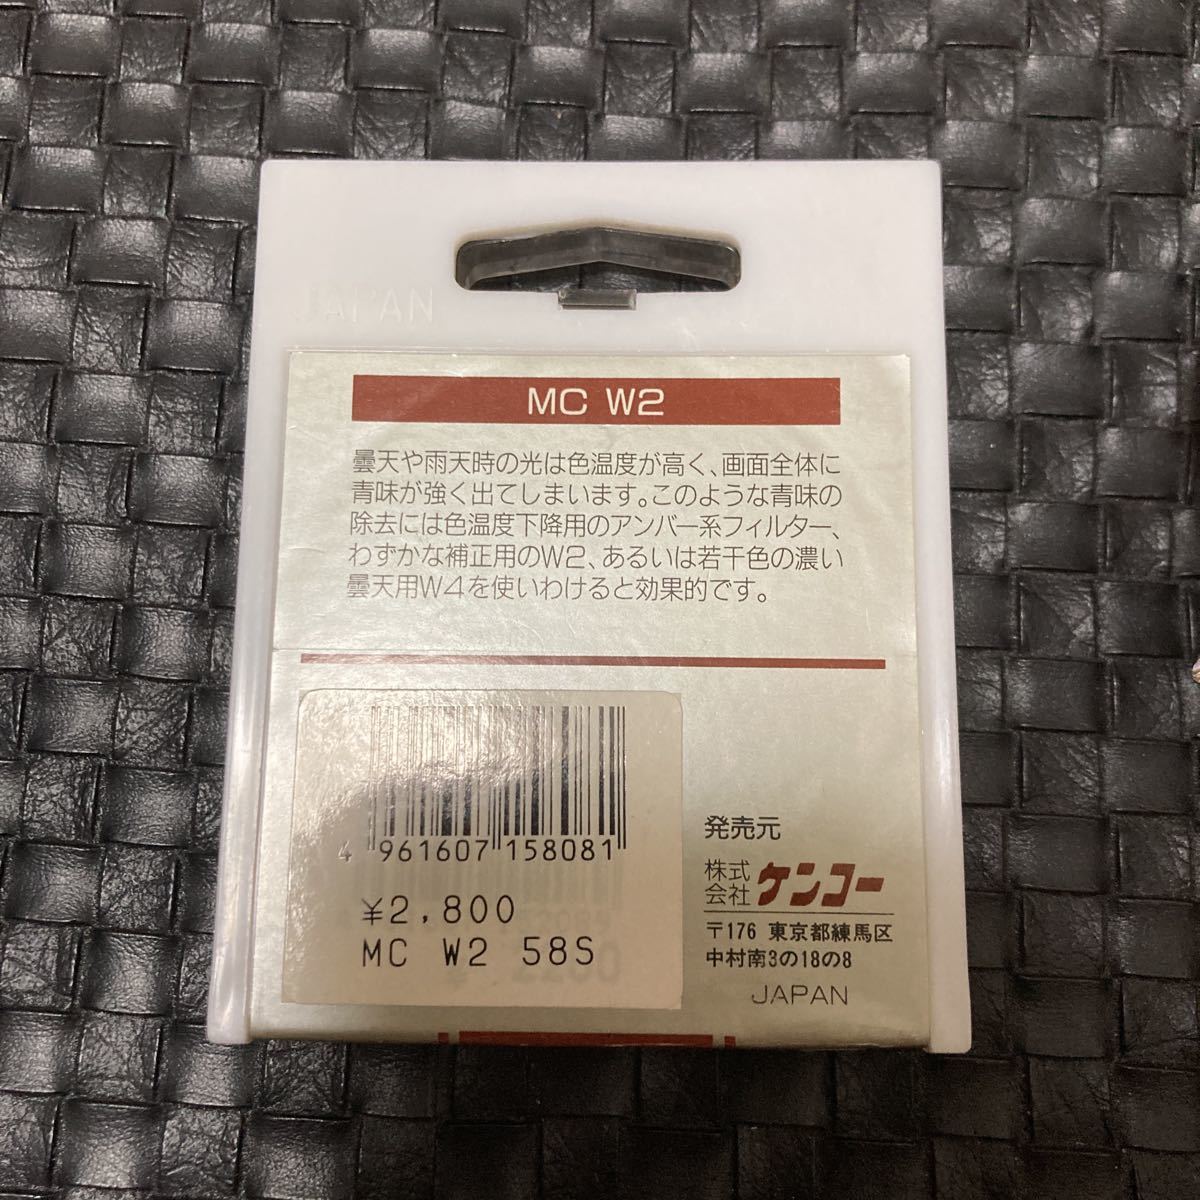 JAPAN
MC W2
曇天や雨天時の光は色温度が高く、画面全体に
青味が強く出てしまいます。このような青味の
除去には色温度下降用のアンバー系フィルター、
わずかな補正用のW2、あるいは若干色の濃い
曇天用W4を使いわけると効果的です。
4 961607 158081
¥2,800
MC W2 58S
発売元
株式会社 ケンコー
〒176 東京都練馬区
中村南3の18の8
JAPAN